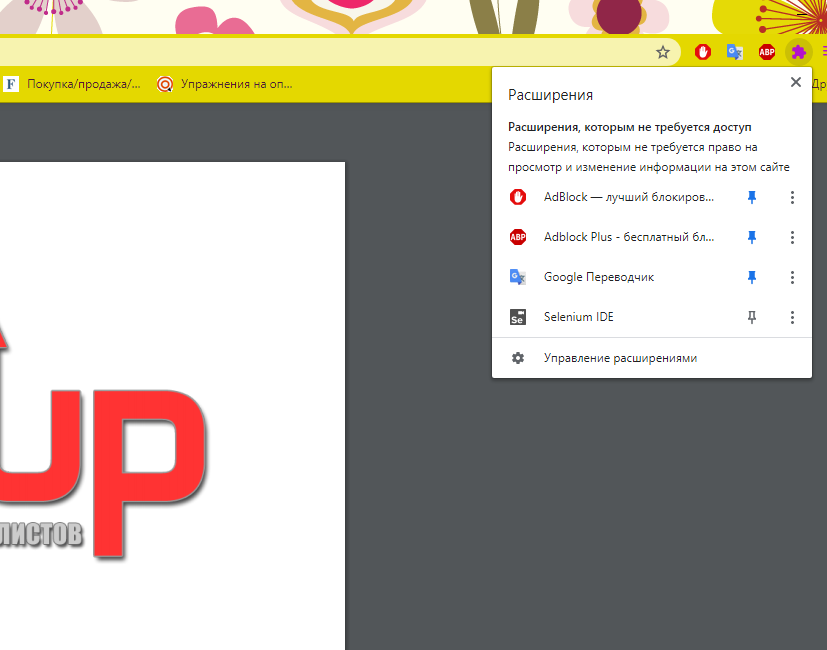 ABP
F Покупка/продажа/...
Упражнения на оп...
Др
Расширения
Расширения, которым не требуется доступ
Расширения, которым не требуется право на
просмотр и изменение информации на этом сайте
AdBlock — лучший блокиров...
ABP Adblock Plus - бесплатный бл...
G Google Переводчик
Se Selenium IDE
Управление расширениями
up
листов